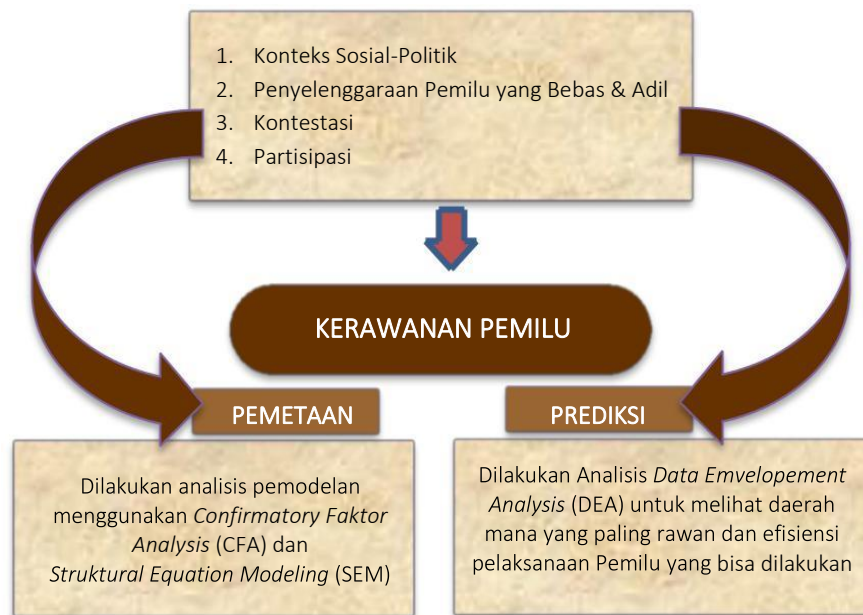 1. Konteks Sosial-Politik
2. Penyelenggaraan Pemilu yang Bebas & Adil
3. Kontestasi
4. Partisipasi
KERAWANAN PEMILU
PEMETAAN
Dilakukan analisis pemodelan
menggunakan Confirmatory Faktor
Analysis (CFA) dan
Struktural Equation Modeling (SEM)
PREDIKSI
Dilakukan Analisis Data Emvelopement
Analysis (DEA) untuk melihat daerah
mana yang paling rawan dan efisiensi
pelaksanaan Pemilu yang bisa dilakukan